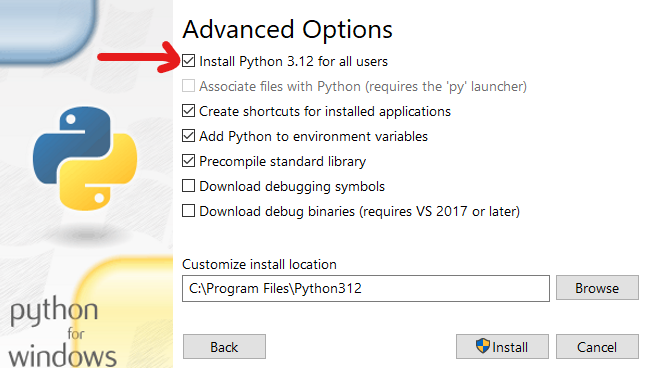 Advanced Options
Install Python 3.12 for all users
Associate files with Python (requires the 'py' launcher)
Create shortcuts for installed applications
Add Python to environment variables
Precompile standard library
Download debugging symbols
Download debug binaries (requires VS 2017 or later)
Customize install location
C:\Program Files\Python312
Browse
python
for
windows
Back
Install
Cancel